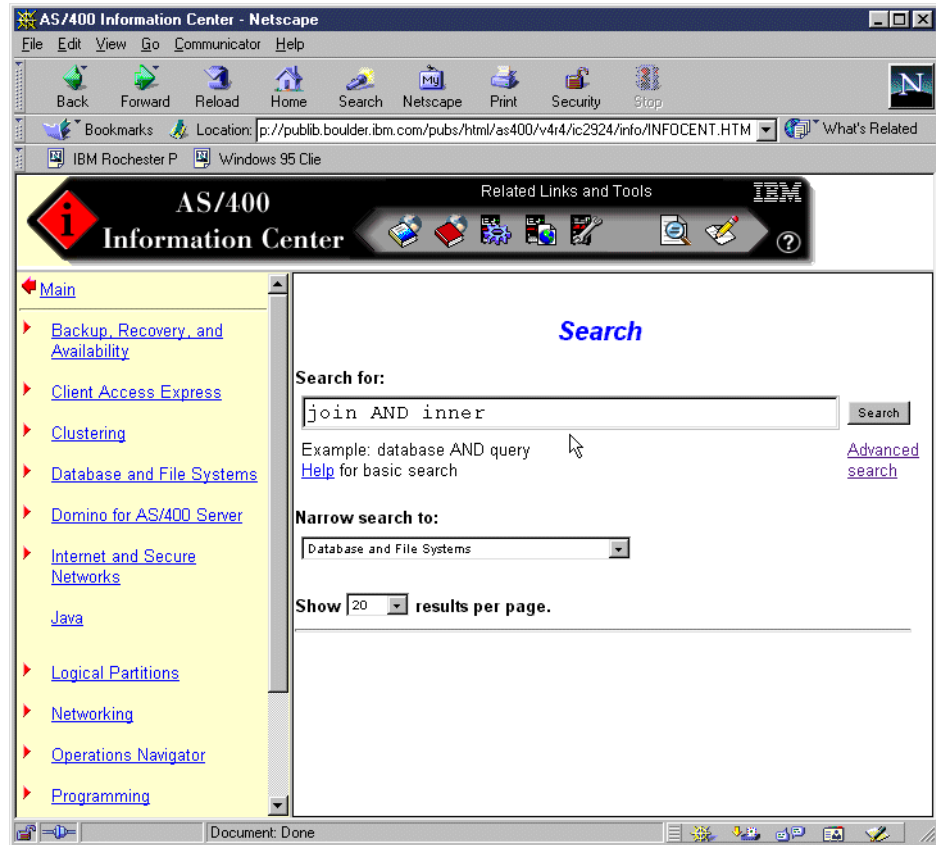 AS/400 Information Center - Netscape
File Edit View Go Communicator Help
Back Forward Reload Home Search Netscape Print Security Stop
My
N
Bookmarks Location: p://publib.boulder.ibm.com/pubs/html/as400/v4r4/ic2924/info/INFOCENT.HTM What's Related
IBM Rochester P Windows 95 Clie
i
AS/400
Information Center
Related Links and Tools
IBM
?
Main
Backup, Recovery, and
Availability
Client Access Express
Clustering
Database and File Systems
Domino for AS/400 Server
Internet and Secure
Networks
Java
Logical Partitions
Networking
Operations Navigator
Programming
Search
Search for:
join AND inner
Search
Example: database AND query
Help for basic search
Advanced
search
Narrow search to:
Database and File Systems
Show 20 results per page.
Document: Done